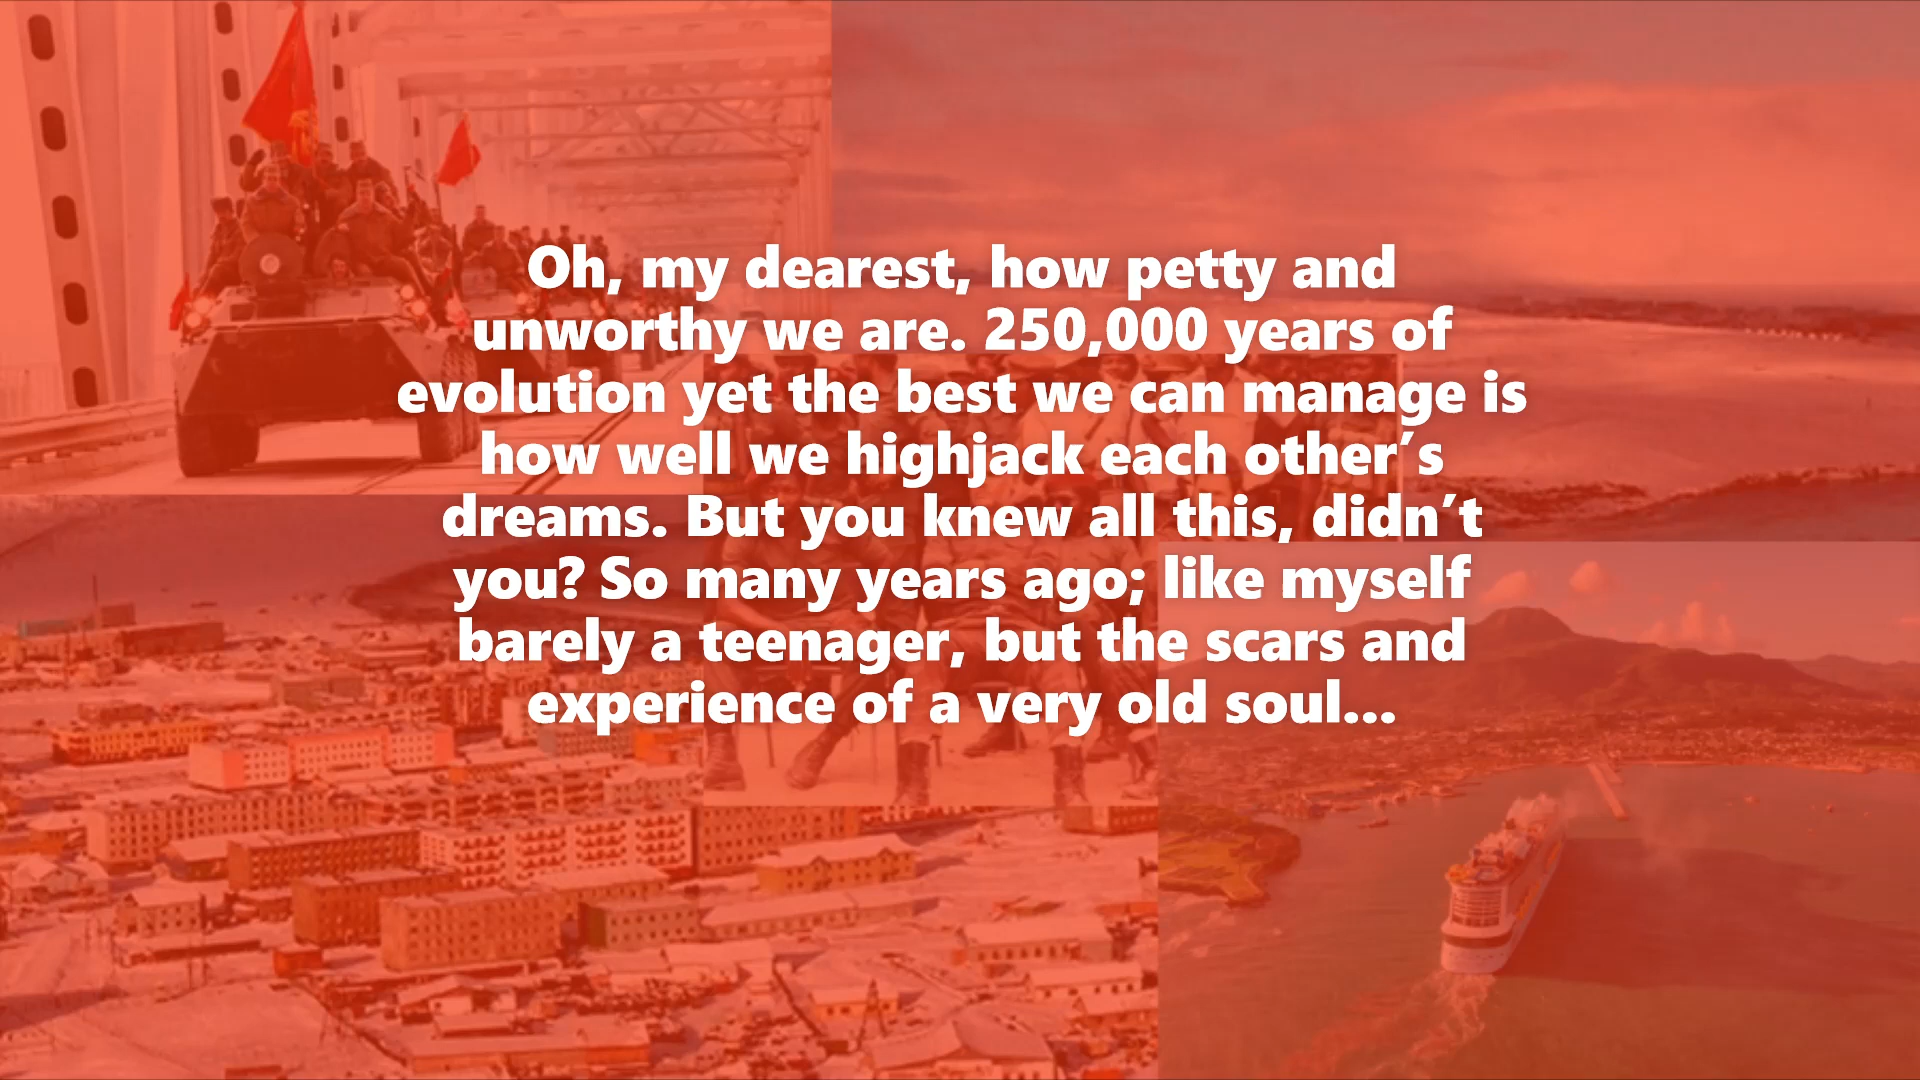 Oh, my dearest, how petty and
unworthy we are. 250,000 years of
evolution yet the best we can manage is
how well we highjack each other’s
dreams. But you knew all this, didn’t
you? So many years ago; like myself
barely a teenager, but the scars and
experience of a very old soul...